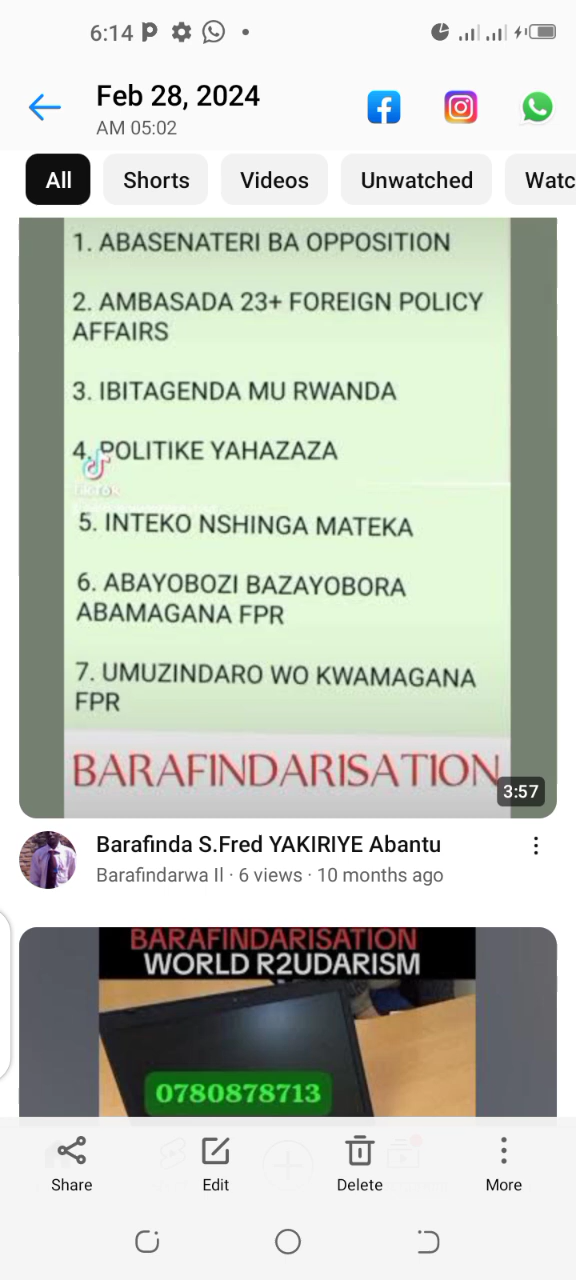 6:14
Feb 28, 2024
AM 05:02
All
Shorts
Videos
Unwatched
Watc
1. ABASENATERI BA OPPOSITION
2. AMBASADA 23+ FOREIGN POLICY
AFFAIRS
3. IBITAGENDA MU RWANDA
4. POLITIKE YAHAZAZA
TikTok
5. INTEKO NSHINGA MATEKA
6. ABAYOBOZI BAZAYOBORA
ABAMAGANA FPR
7. UMUZINDARO WO KWAMAGANA
FPR
BARAFINDARISATION
3:57
Barafinda S.Fred YAKIRIYE Abantu
Barafindarwa Il · 6 views · 10 months ago
BARAFINDARISATION
WORLD R2UDARISM
0780878713
Share
Edit
Delete
More